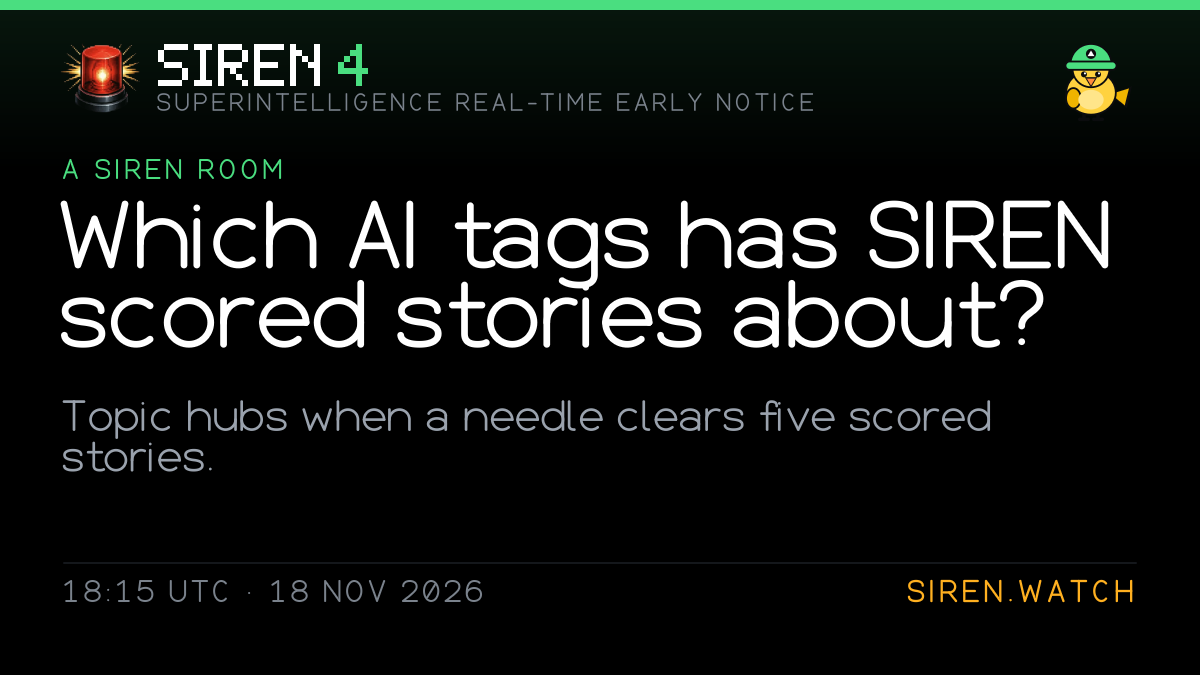 SIREN 4
SUPERINTELLIGENCE REAL-TIME EARLY NOTICE
A SIREN ROOM
Which AI tags has SIREN
scored stories about?
Topic hubs when a needle clears five scored
stories.
18:15 UTC · 18 NOV 2026
SIREN.WATCH